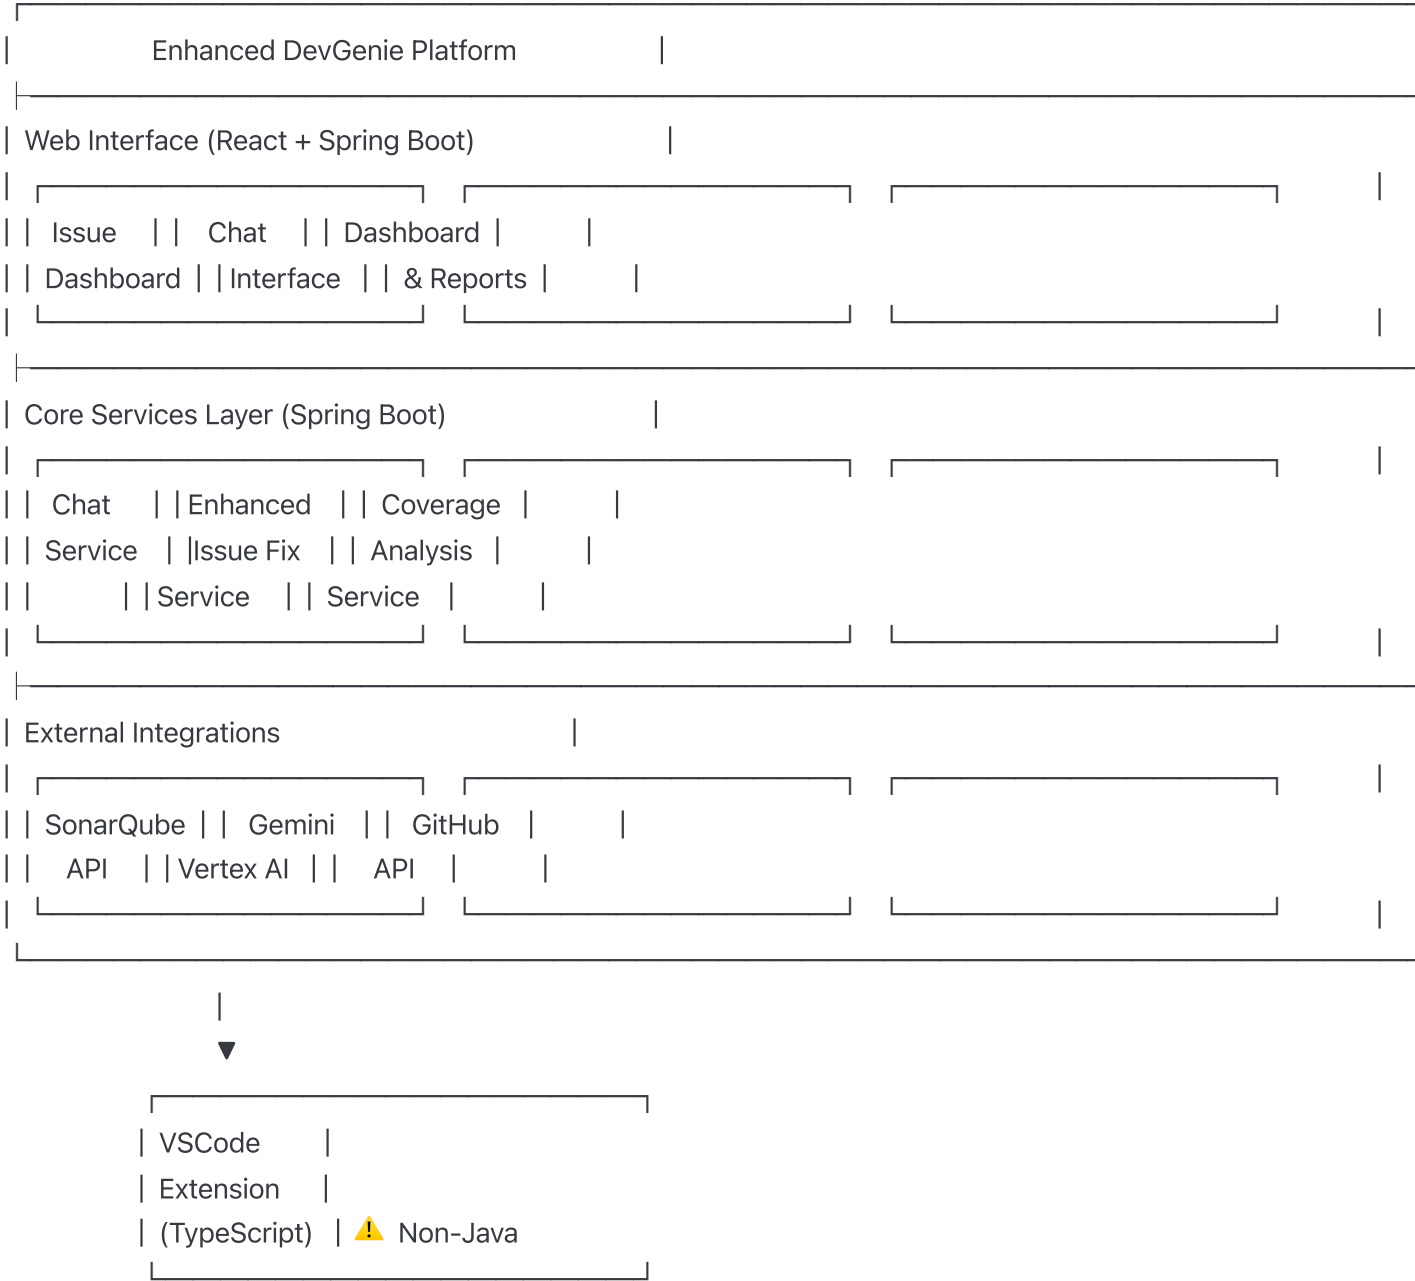 Enhanced DevGenie Platform
Web Interface (React + Spring Boot)
Issue Chat Dashboard
Dashboard Interface & Reports
Core Services Layer (Spring Boot)
Chat Enhanced Coverage
Service Issue Fix Analysis
Service Service
External Integrations
SonarQube Gemini GitHub
API Vertex AI API
VSCode
Extension
(TypeScript) ⚠️ Non-Java